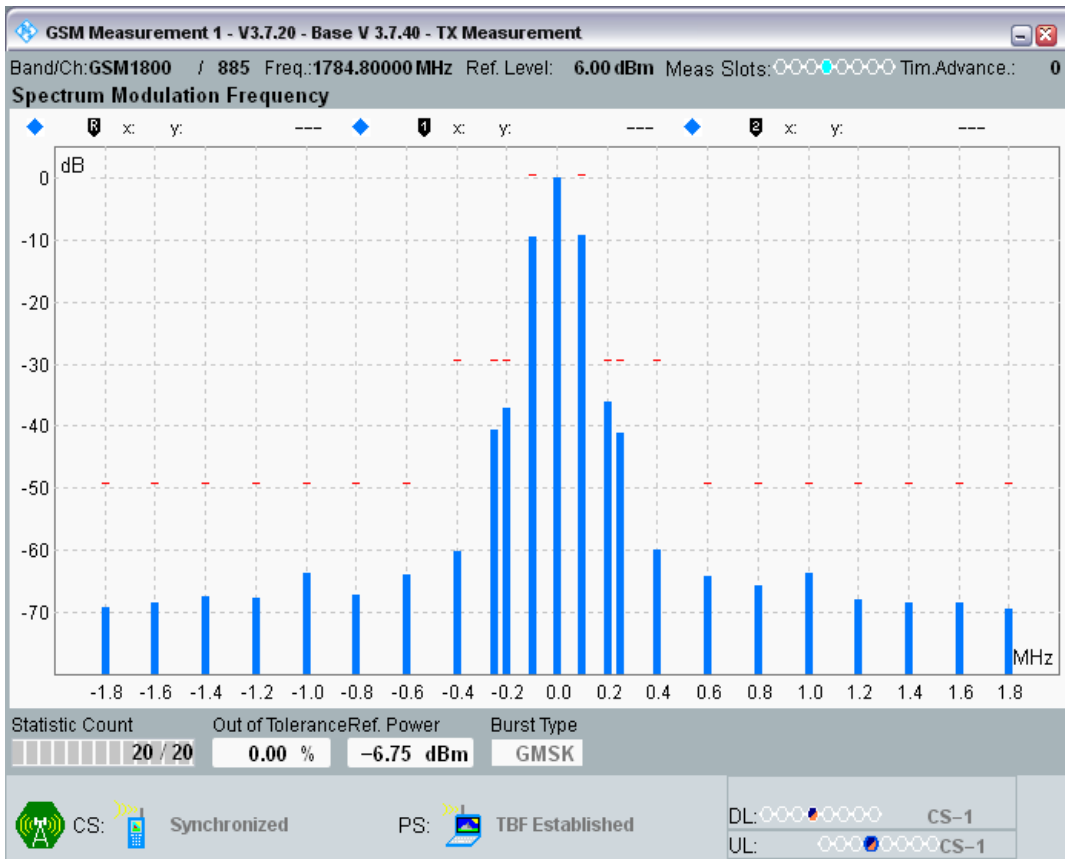 GSM Measurement 1 - V3.7.20 - Base V 3.7.40 - TX Measurement
Band/Ch:GSM1800 / 885 Freq.:1784.80000 MHz Ref. Level: 6.00 dBm Meas Slots: Tim.Advance.: 0
Spectrum Modulation Frequency
R x: y: --- 1 x: y: --- 2 x: y: ---
dB
0
-10
-20
-30
-40
-50
-60
-70
MHz
-1.8 -1.6 -1.4 -1.2 -1.0 -0.8 -0.6 -0.4 -0.2 0.0 0.2 0.4 0.6 0.8 1.0 1.2 1.4 1.6 1.8
Statistic Count Out of Tolerance Ref. Power Burst Type
20 / 20 0.00 % −6.75 dBm GMSK
CS: Synchronized PS: TBF Established
DL: CS−1
UL: CS−1